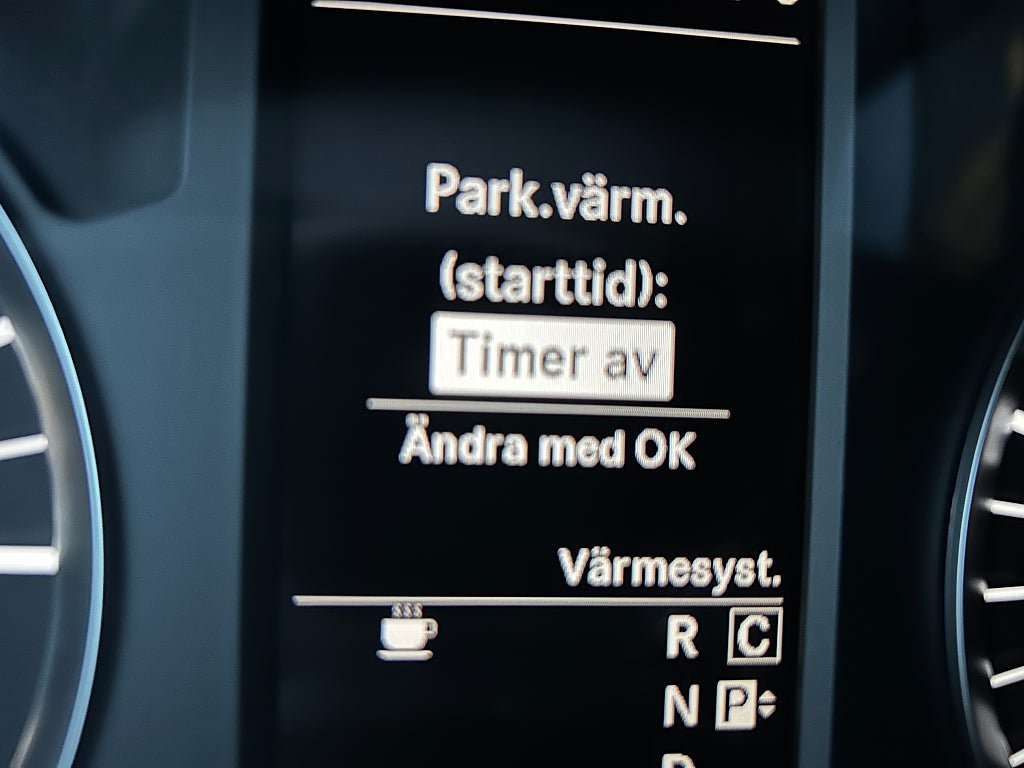 Park.värm.
(starttid):
Timer av
Ändra med OK
Värmesyst.
R C
N P
D